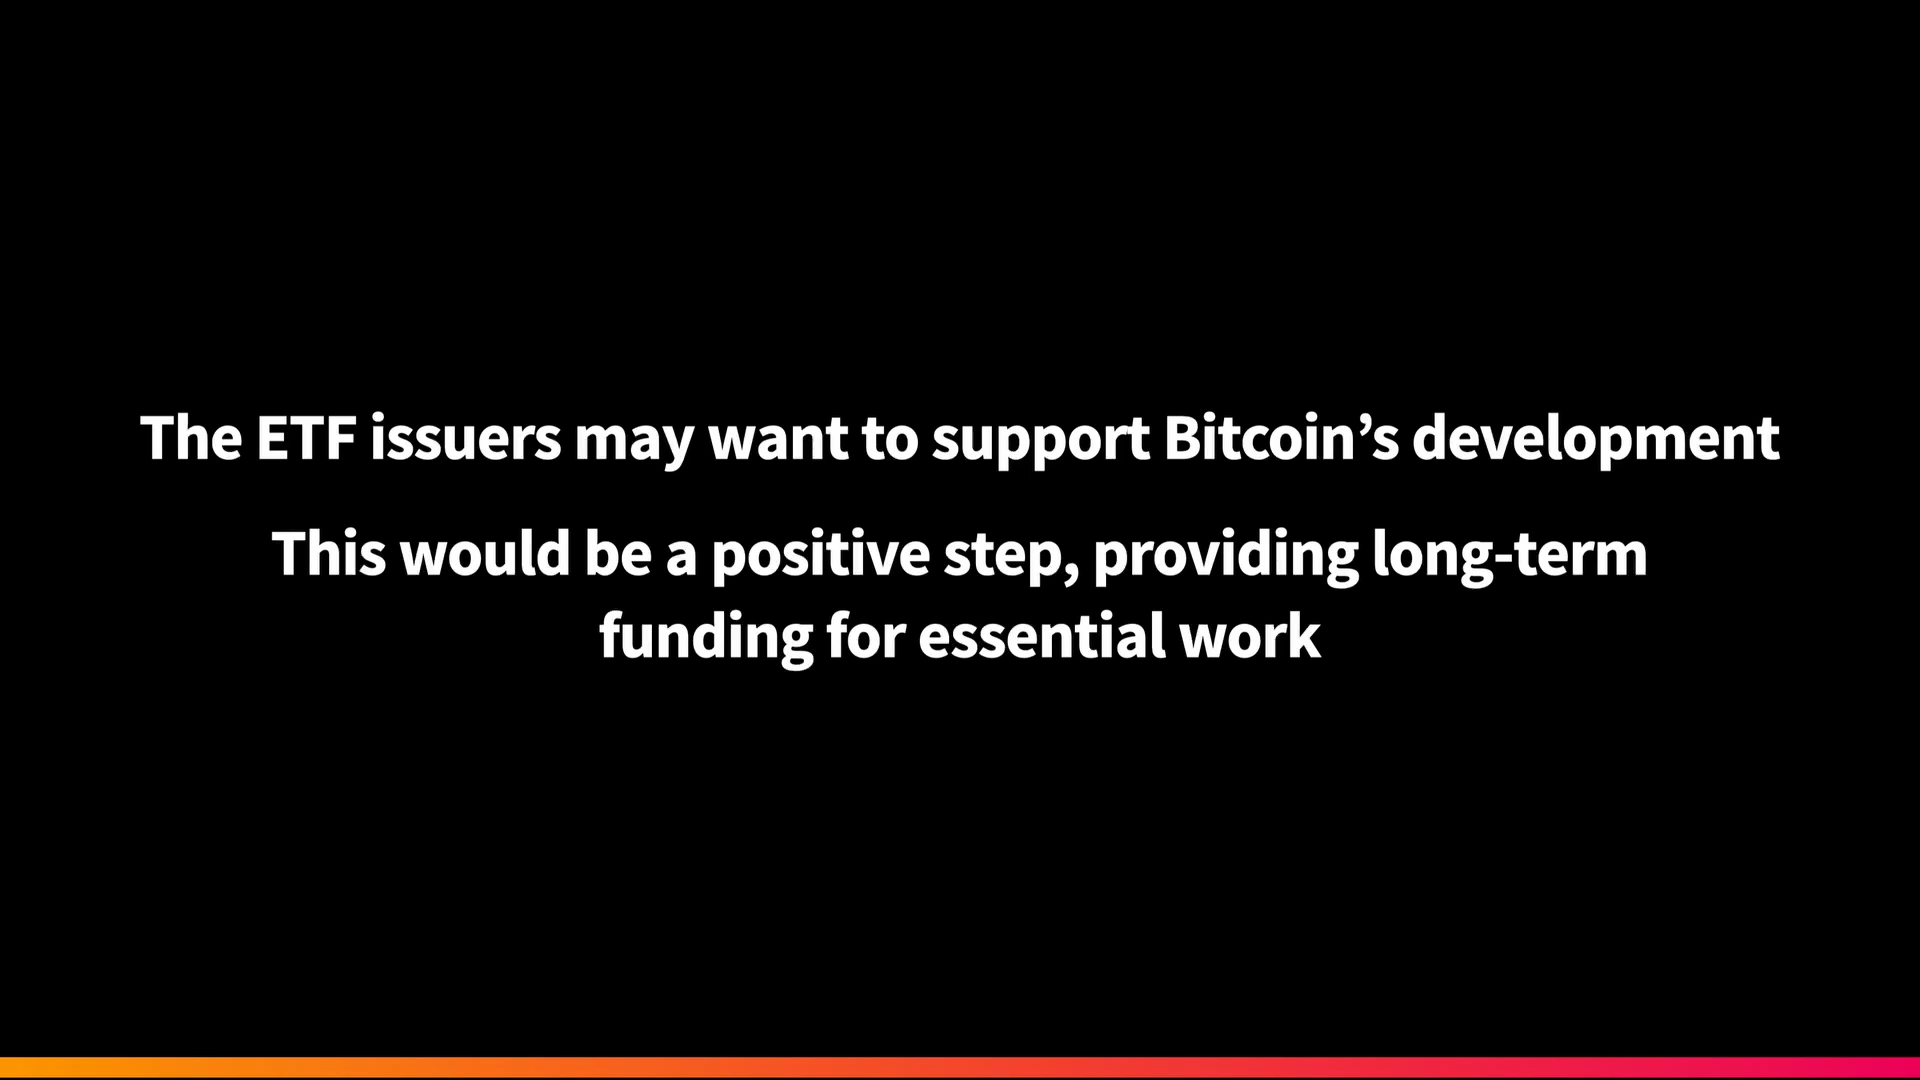 The ETF issuers may want to support Bitcoin’s development
This would be a positive step, providing long-term
funding for essential work